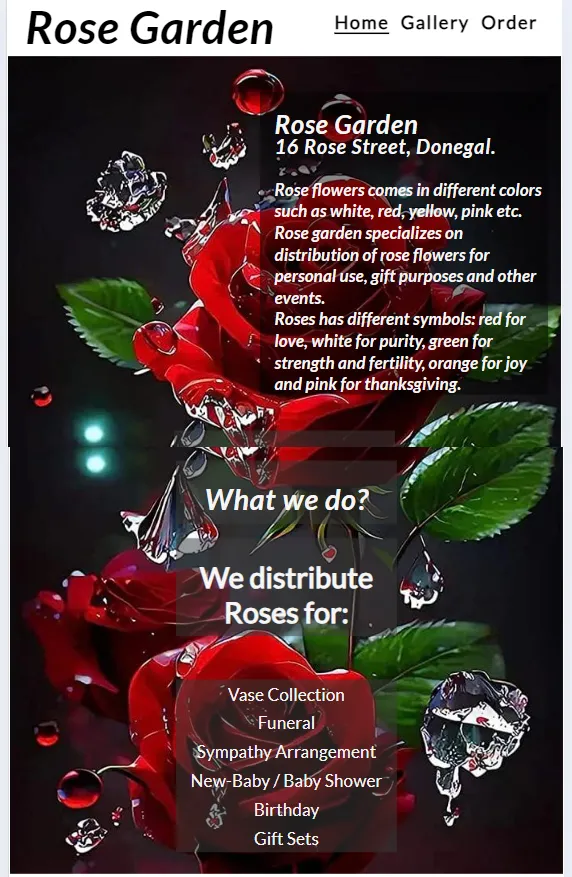 Rose Garden
Home Gallery Order
Rose Garden
16 Rose Street, Donegal.
Rose flowers comes in different colors
such as white, red, yellow, pink etc.
Rose garden specializes on
distribution of rose flowers for
personal use, gift purposes and other
events.
Roses has different symbols: red for
love, white for purity, green for
strength and fertility, orange for joy
and pink for thanksgiving.
What we do?
We distribute
Roses for:
Vase Collection
Funeral
Sympathy Arrangement
New-Baby / Baby Shower
Birthday
Gift Sets